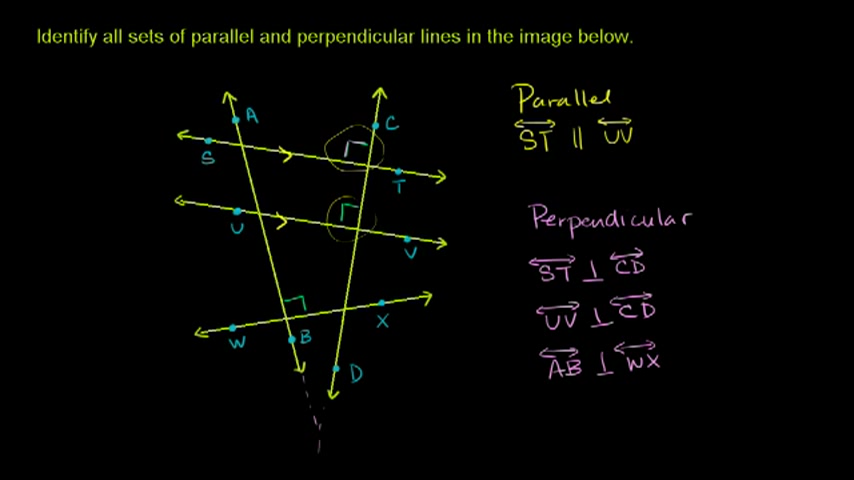 Identify all sets of parallel and perpendicular lines in the image below.
A
C
S
T
U
V
W
B
X
D
Parallel
ST || UV
Perpendicular
ST ⊥ CD
UV ⊥ CD
AB ⊥ WX